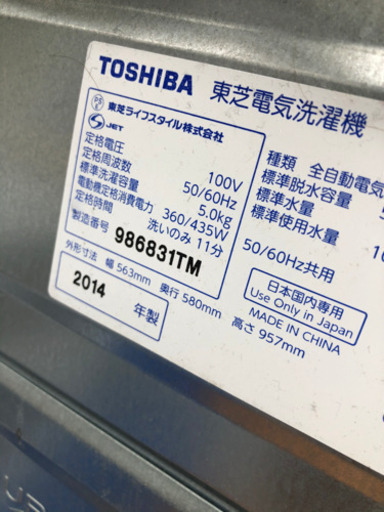 TOSHIBA 東芝電気洗濯機
PS E
東芝ライフスタイル株式会社
S JET
定格電圧 100V
定格周波数 50/60Hz
標準洗濯容量 5.0kg
電動機定格消費電力 360/435W
定格時間 洗いのみ 11分
製造番号 986831TM
種類 全自動電気
標準脱水容量
標準水量
標準使用水量
50/60Hz共用
外形寸法 幅 563mm 奥行 580mm 高さ 957mm
2014 年製
日本国内専用
Use Only in Japan
MADE IN CHINA